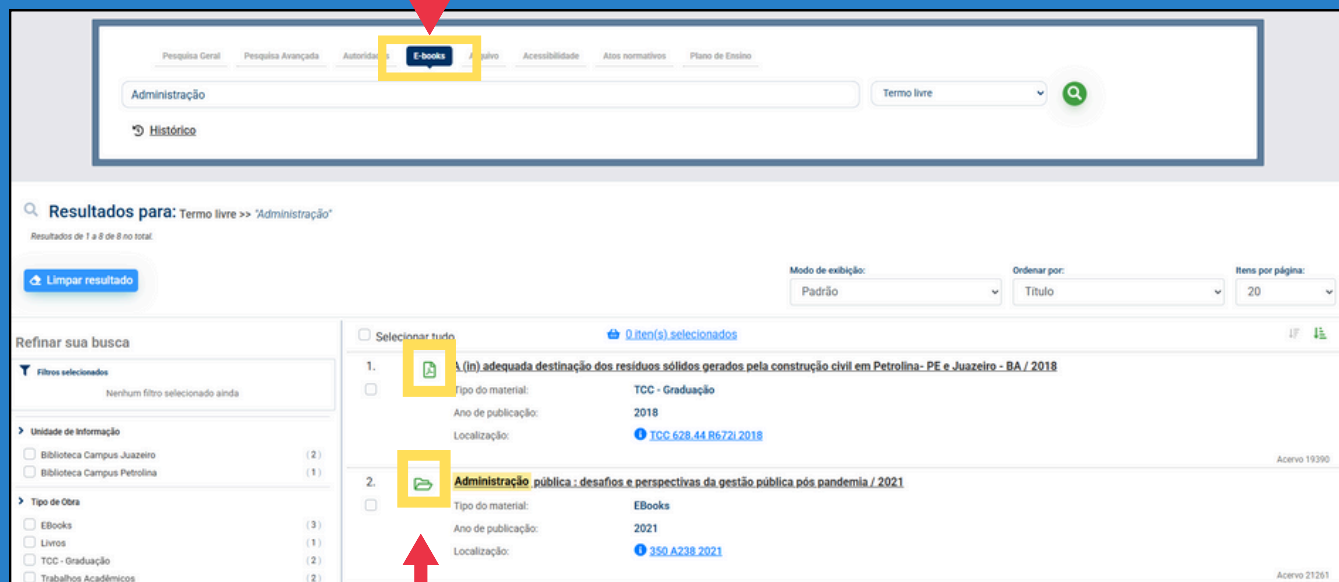 Pesquisa Geral Pesquisa Avançada Autoridades E-books Arquivo Acessibilidade Atos normativos Plano de Ensino
Administração Termo livre
Histórico
Resultados para: Termo livre >> "Administração"
Resultados de 1 a 8 de 8 no total.
Limpar resultado
Modo de exibição: Ordenar por: Itens por página:
Padrão Título 20
Refinar sua busca
Filtros selecionados
Nenhum filtro selecionado ainda
Unidade de Informação
Biblioteca Campus Juazeiro (2)
Biblioteca Campus Petrolina (1)
Tipo de Obra
EBooks (3)
Livros (1)
TCC - Graduação (2)
Trabalhos Acadêmicos (2)
Selecionar tudo 0 iten(s) selecionados
1. A (in) adequada destinação dos resíduos sólidos gerados pela construção civil em Petrolina- PE e Juazeiro - BA / 2018
Tipo do material: TCC - Graduação
Ano de publicação: 2018
Localização: TCC 628.44 R672i 2018
Acervo 19390
2. Administração pública : desafios e perspectivas da gestão pública pós pandemia / 2021
Tipo do material: EBooks
Ano de publicação: 2021
Localização: 350 A238 2021
Acervo 21261